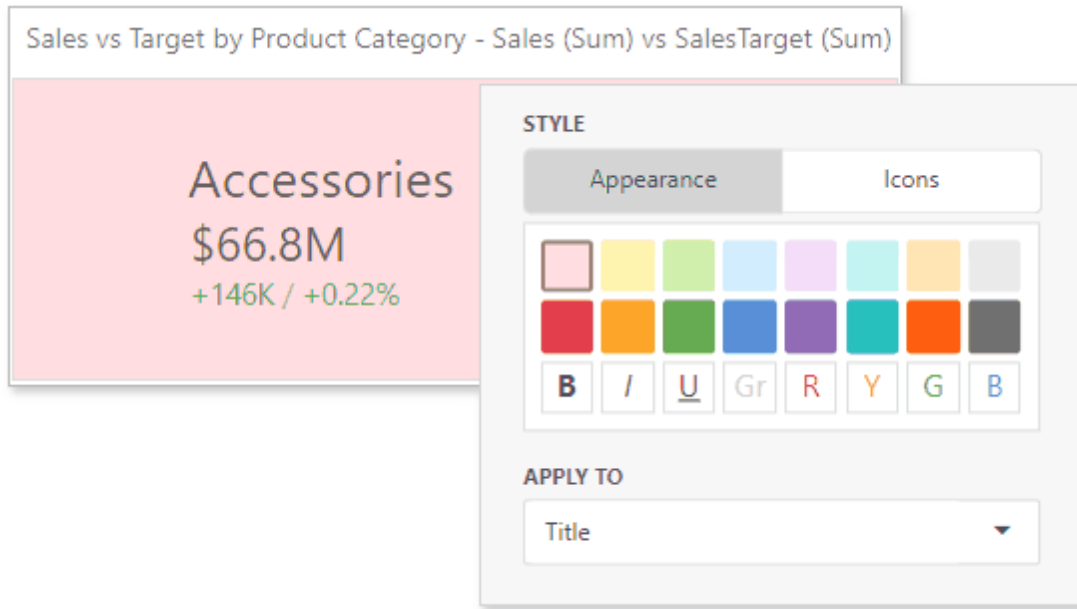 Sales vs Target by Product Category - Sales (Sum) vs SalesTarget (Sum)
Accessories
$66.8M
+146K / +0.22%
STYLE
Appearance Icons
B I U Gr R Y G B
APPLY TO
Title